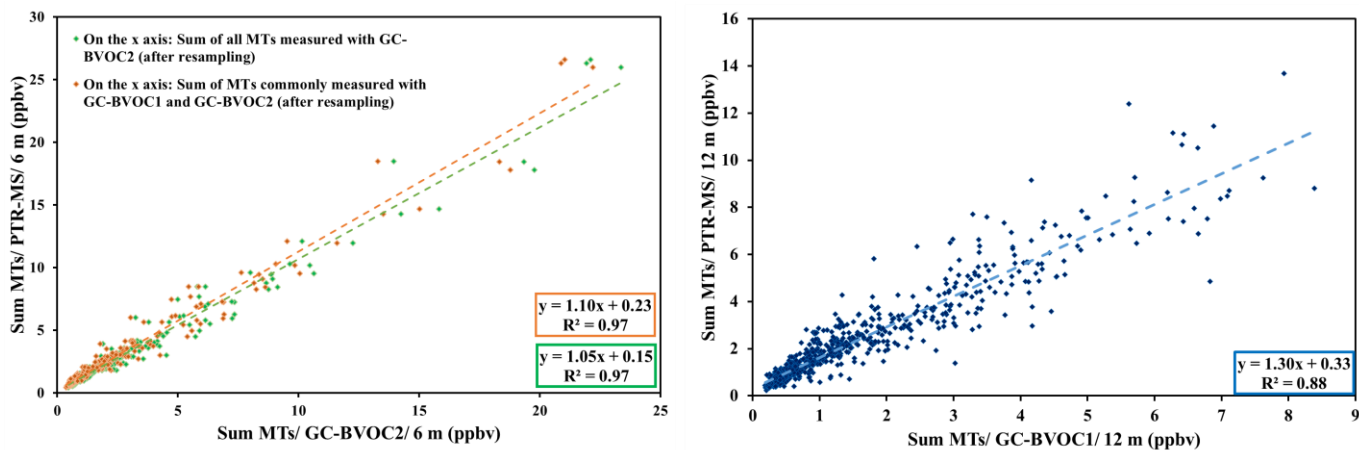 30
25
20
15
10
5
0
Sum MTs/ PTR-MS/ 6 m (ppbv)
On the x axis: Sum of all MTs measured with GC-
BVOC2 (after resampling)
On the x axis: Sum of MTs commonly measured with
GC-BVOC1 and GC-BVOC2 (after resampling)
y = 1.10x + 0.23
R² = 0.97
y = 1.05x + 0.15
R² = 0.97
0 5 10 15 20 25
Sum MTs/ GC-BVOC2/ 6 m (ppbv)
16
14
12
10
8
6
4
2
0
Sum MTs/ PTR-MS/ 12 m (ppbv)
y = 1.30x + 0.33
R² = 0.88
0 1 2 3 4 5 6 7 8 9
Sum MTs/ GC-BVOC1/ 12 m (ppbv)